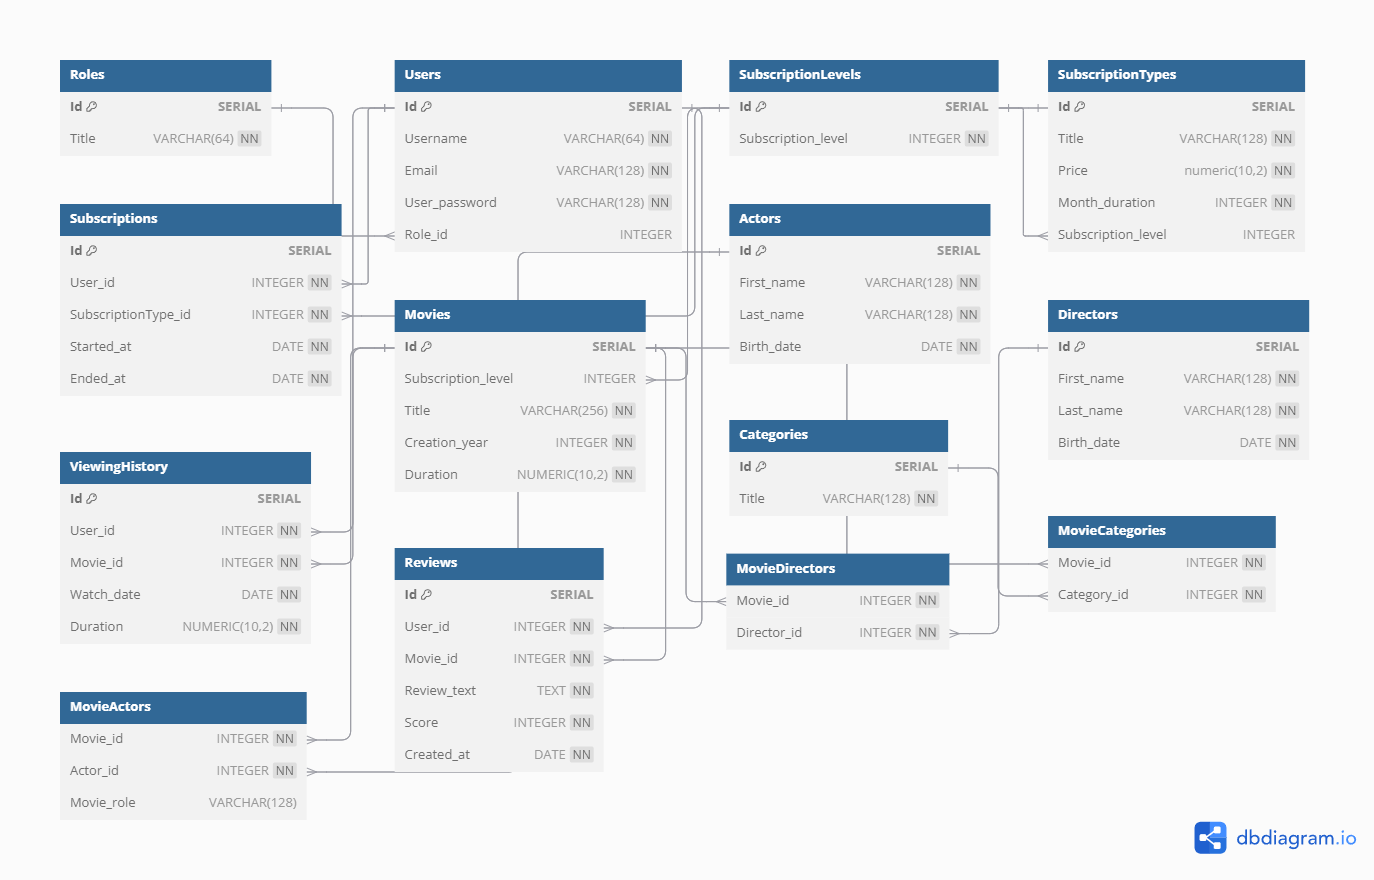 Roles
Id SERIAL
Title VARCHAR(64) NN
Users
Id SERIAL
Username VARCHAR(64) NN
Email VARCHAR(128) NN
User_password VARCHAR(128) NN
Role_id INTEGER
SubscriptionLevels
Id SERIAL
Subscription_level INTEGER NN
SubscriptionTypes
Id SERIAL
Title VARCHAR(128) NN
Price numeric(10,2) NN
Month_duration INTEGER NN
Subscription_level INTEGER
Subscriptions
Id SERIAL
User_id INTEGER NN
SubscriptionType_id INTEGER NN
Started_at DATE NN
Ended_at DATE NN
Actors
Id SERIAL
First_name VARCHAR(128) NN
Last_name VARCHAR(128) NN
Birth_date DATE NN
Movies
Id SERIAL
Subscription_level INTEGER
Title VARCHAR(256) NN
Creation_year INTEGER NN
Duration NUMERIC(10,2) NN
Directors
Id SERIAL
First_name VARCHAR(128) NN
Last_name VARCHAR(128) NN
Birth_date DATE NN
Categories
Id SERIAL
Title VARCHAR(128) NN
ViewingHistory
Id SERIAL
User_id INTEGER NN
Movie_id INTEGER NN
Watch_date DATE NN
Duration NUMERIC(10,2) NN
Reviews
Id SERIAL
User_id INTEGER NN
Movie_id INTEGER NN
Review_text TEXT NN
Score INTEGER NN
Created_at DATE NN
MovieDirectors
Movie_id INTEGER NN
Director_id INTEGER NN
MovieCategories
Movie_id INTEGER NN
Category_id INTEGER NN
MovieActors
Movie_id INTEGER NN
Actor_id INTEGER NN
Movie_role VARCHAR(128)
dbdiagram.io